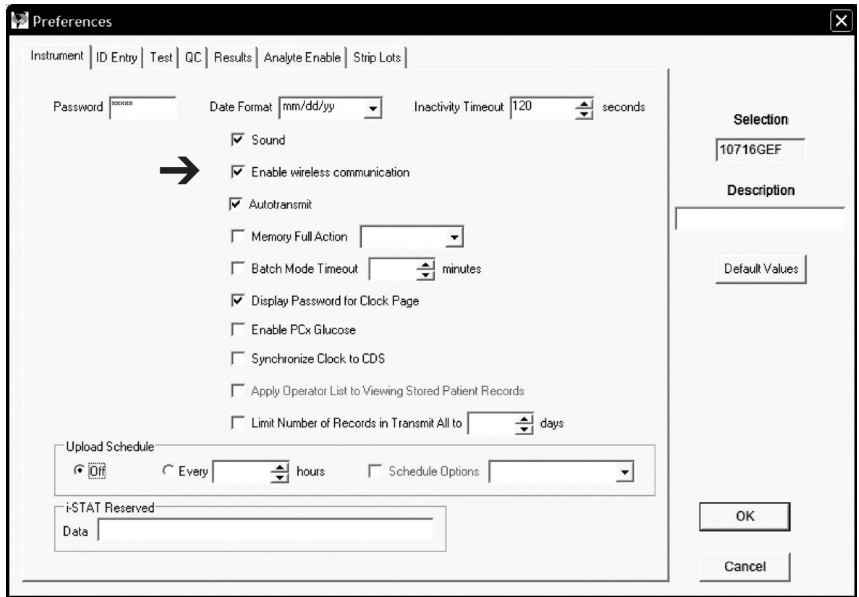 Preferences
Instrument ID Entry Test QC Results Analyte Enable Strip Lots
Password xxxxx Date Format mm/dd/yy Inactivity Timeout 120 seconds
Sound
Enable wireless communication
Autotransmit
Memory Full Action
Batch Mode Timeout minutes
Display Password for Clock Page
Enable PCx Glucose
Synchronize Clock to CDS
Apply Operator List to Viewing Stored Patient Records
Limit Number of Records in Transmit All to days
Upload Schedule
Off Every hours Schedule Options
i-STAT Reserved
Data
Selection
10716GEF
Description
Default Values
OK
Cancel